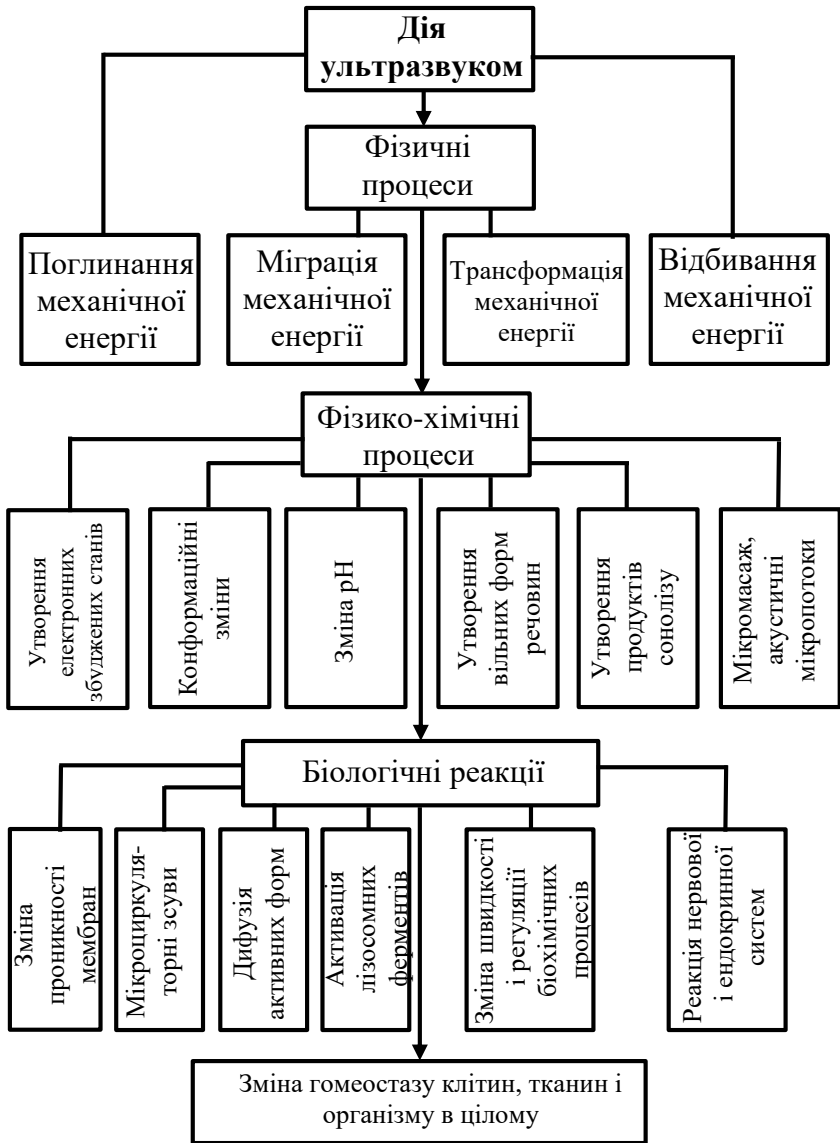 Дія
ультразвуком
Фізичні
процеси
Поглинання
механічної
енергії
Міграція
механічної
енергії
Трансформація
механічної
енергії
Відбивання
механічної
енергії
Фізико-хімічні
процеси
Утворення
електронних
збуджених станів
Конформаційні
зміни
Зміна рН
Утворення
вільних форм
речовин
Утворення
продуктів
сонолізу
Мікромасаж,
акустичні
мікропотоки
Біологічні реакції
Зміна
проникності
мембран
Мікроциркуля-
торні зсуви
Дифузія
активних форм
Активація
лізосомних
ферментів
Зміна швидкості
і регуляції
біохімічних
процесів
Реакція нервової
і ендокринної
систем
Зміна гомеостазу клітин, тканин і
організму в цілому